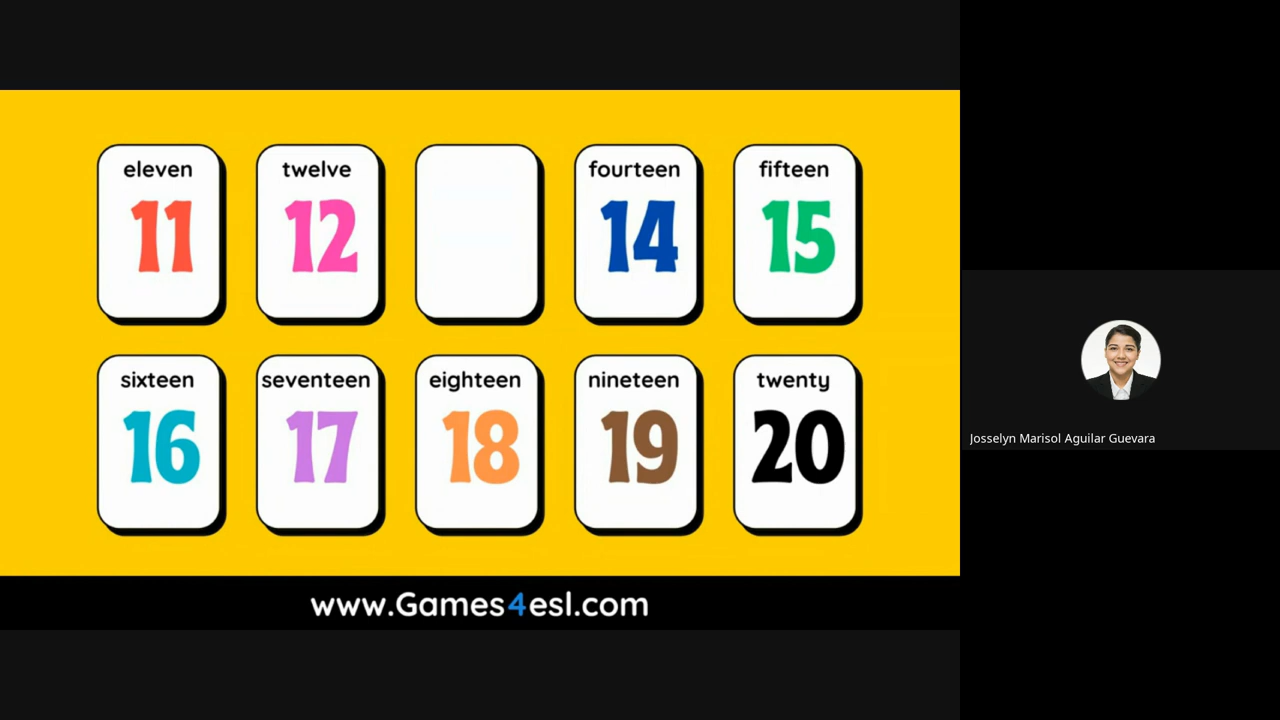 eleven twelve fourteen fifteen
11 12 14 15
sixteen seventeen eighteen nineteen twenty
16 17 18 19 20
www.Games4esl.com
Josselyn Marisol Aguilar Guevara